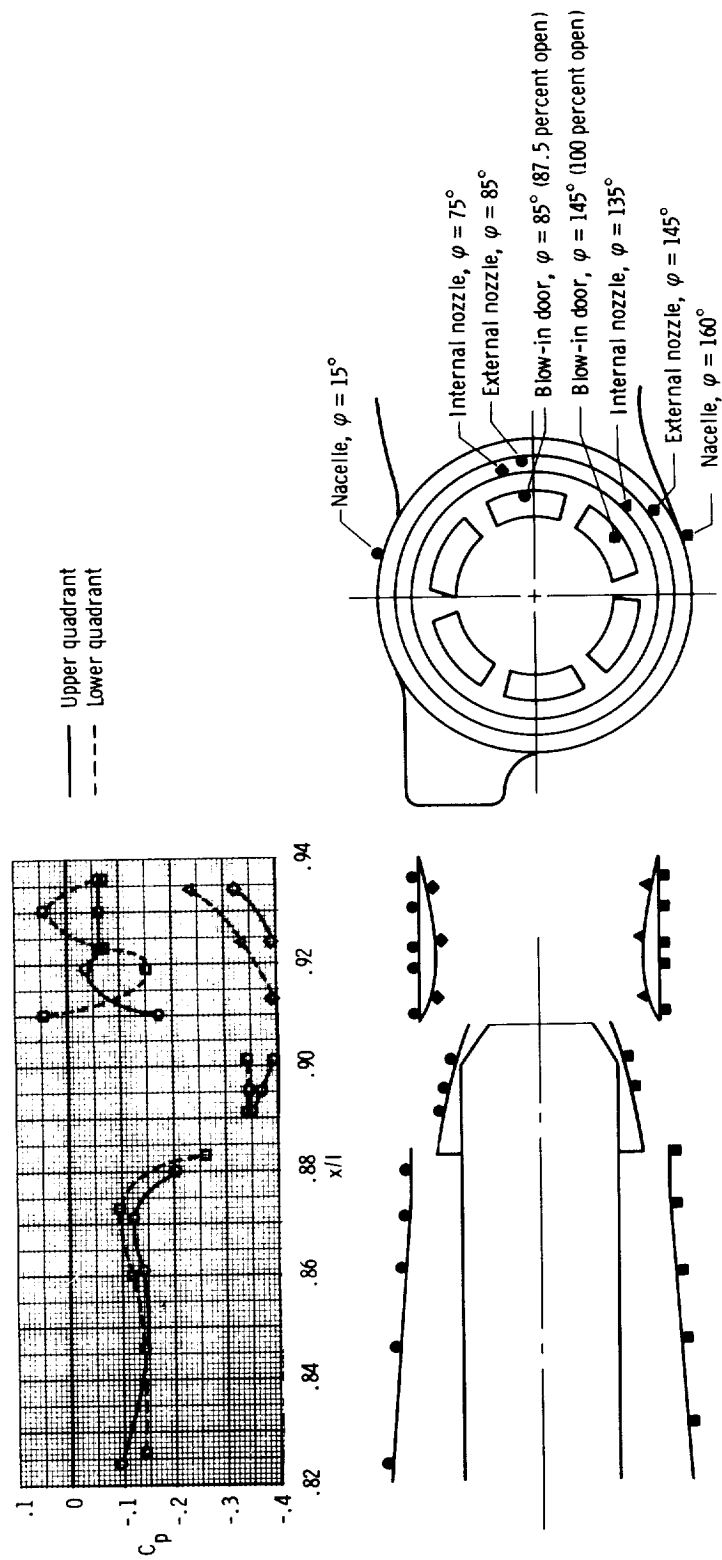 Upper quadrant
Lower quadrant
.1
0
-.1
-.2
-.3
-.4
Cp
.82
.84
.86
.88
.90
.92
.94
x/l
Nacelle, φ = 15°
Internal nozzle, φ = 75°
External nozzle, φ = 85°
Blow-in door, φ = 85° (87.5 percent open)
Blow-in door, φ = 145° (100 percent open)
Internal nozzle, φ = 135°
External nozzle, φ = 145°
Nacelle, φ = 160°